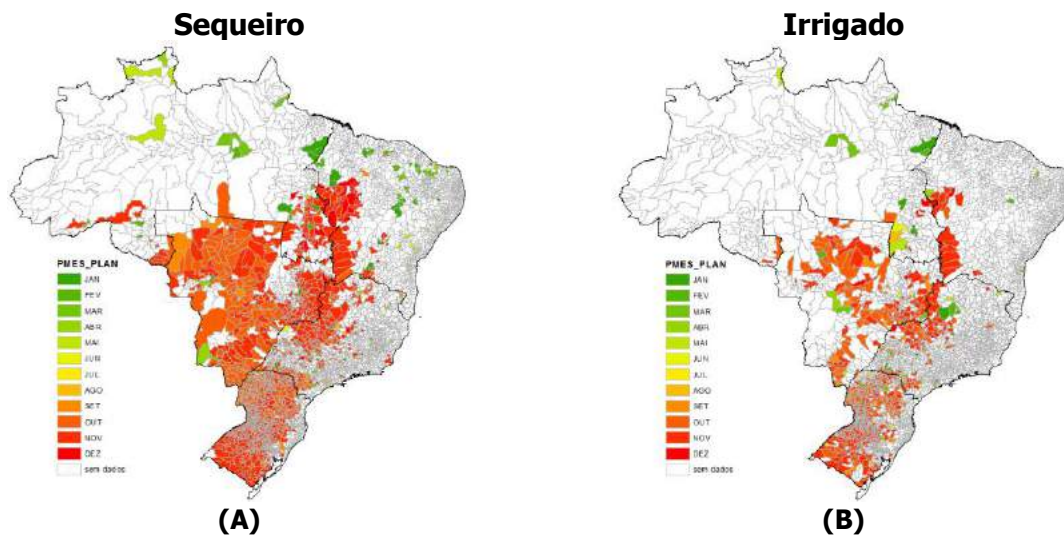 Sequeiro
PMES_PLAN
JAN
FEV
MAR
ABR
MAI
JUN
JUL
AGO
SET
OUT
NOV
DEZ
sem dados
(A)
Irrigado
PMES_PLAN
JAN
FEV
MAR
ABR
MAI
JUN
JUL
AGO
SET
OUT
NOV
DEZ
sem dados
(B)